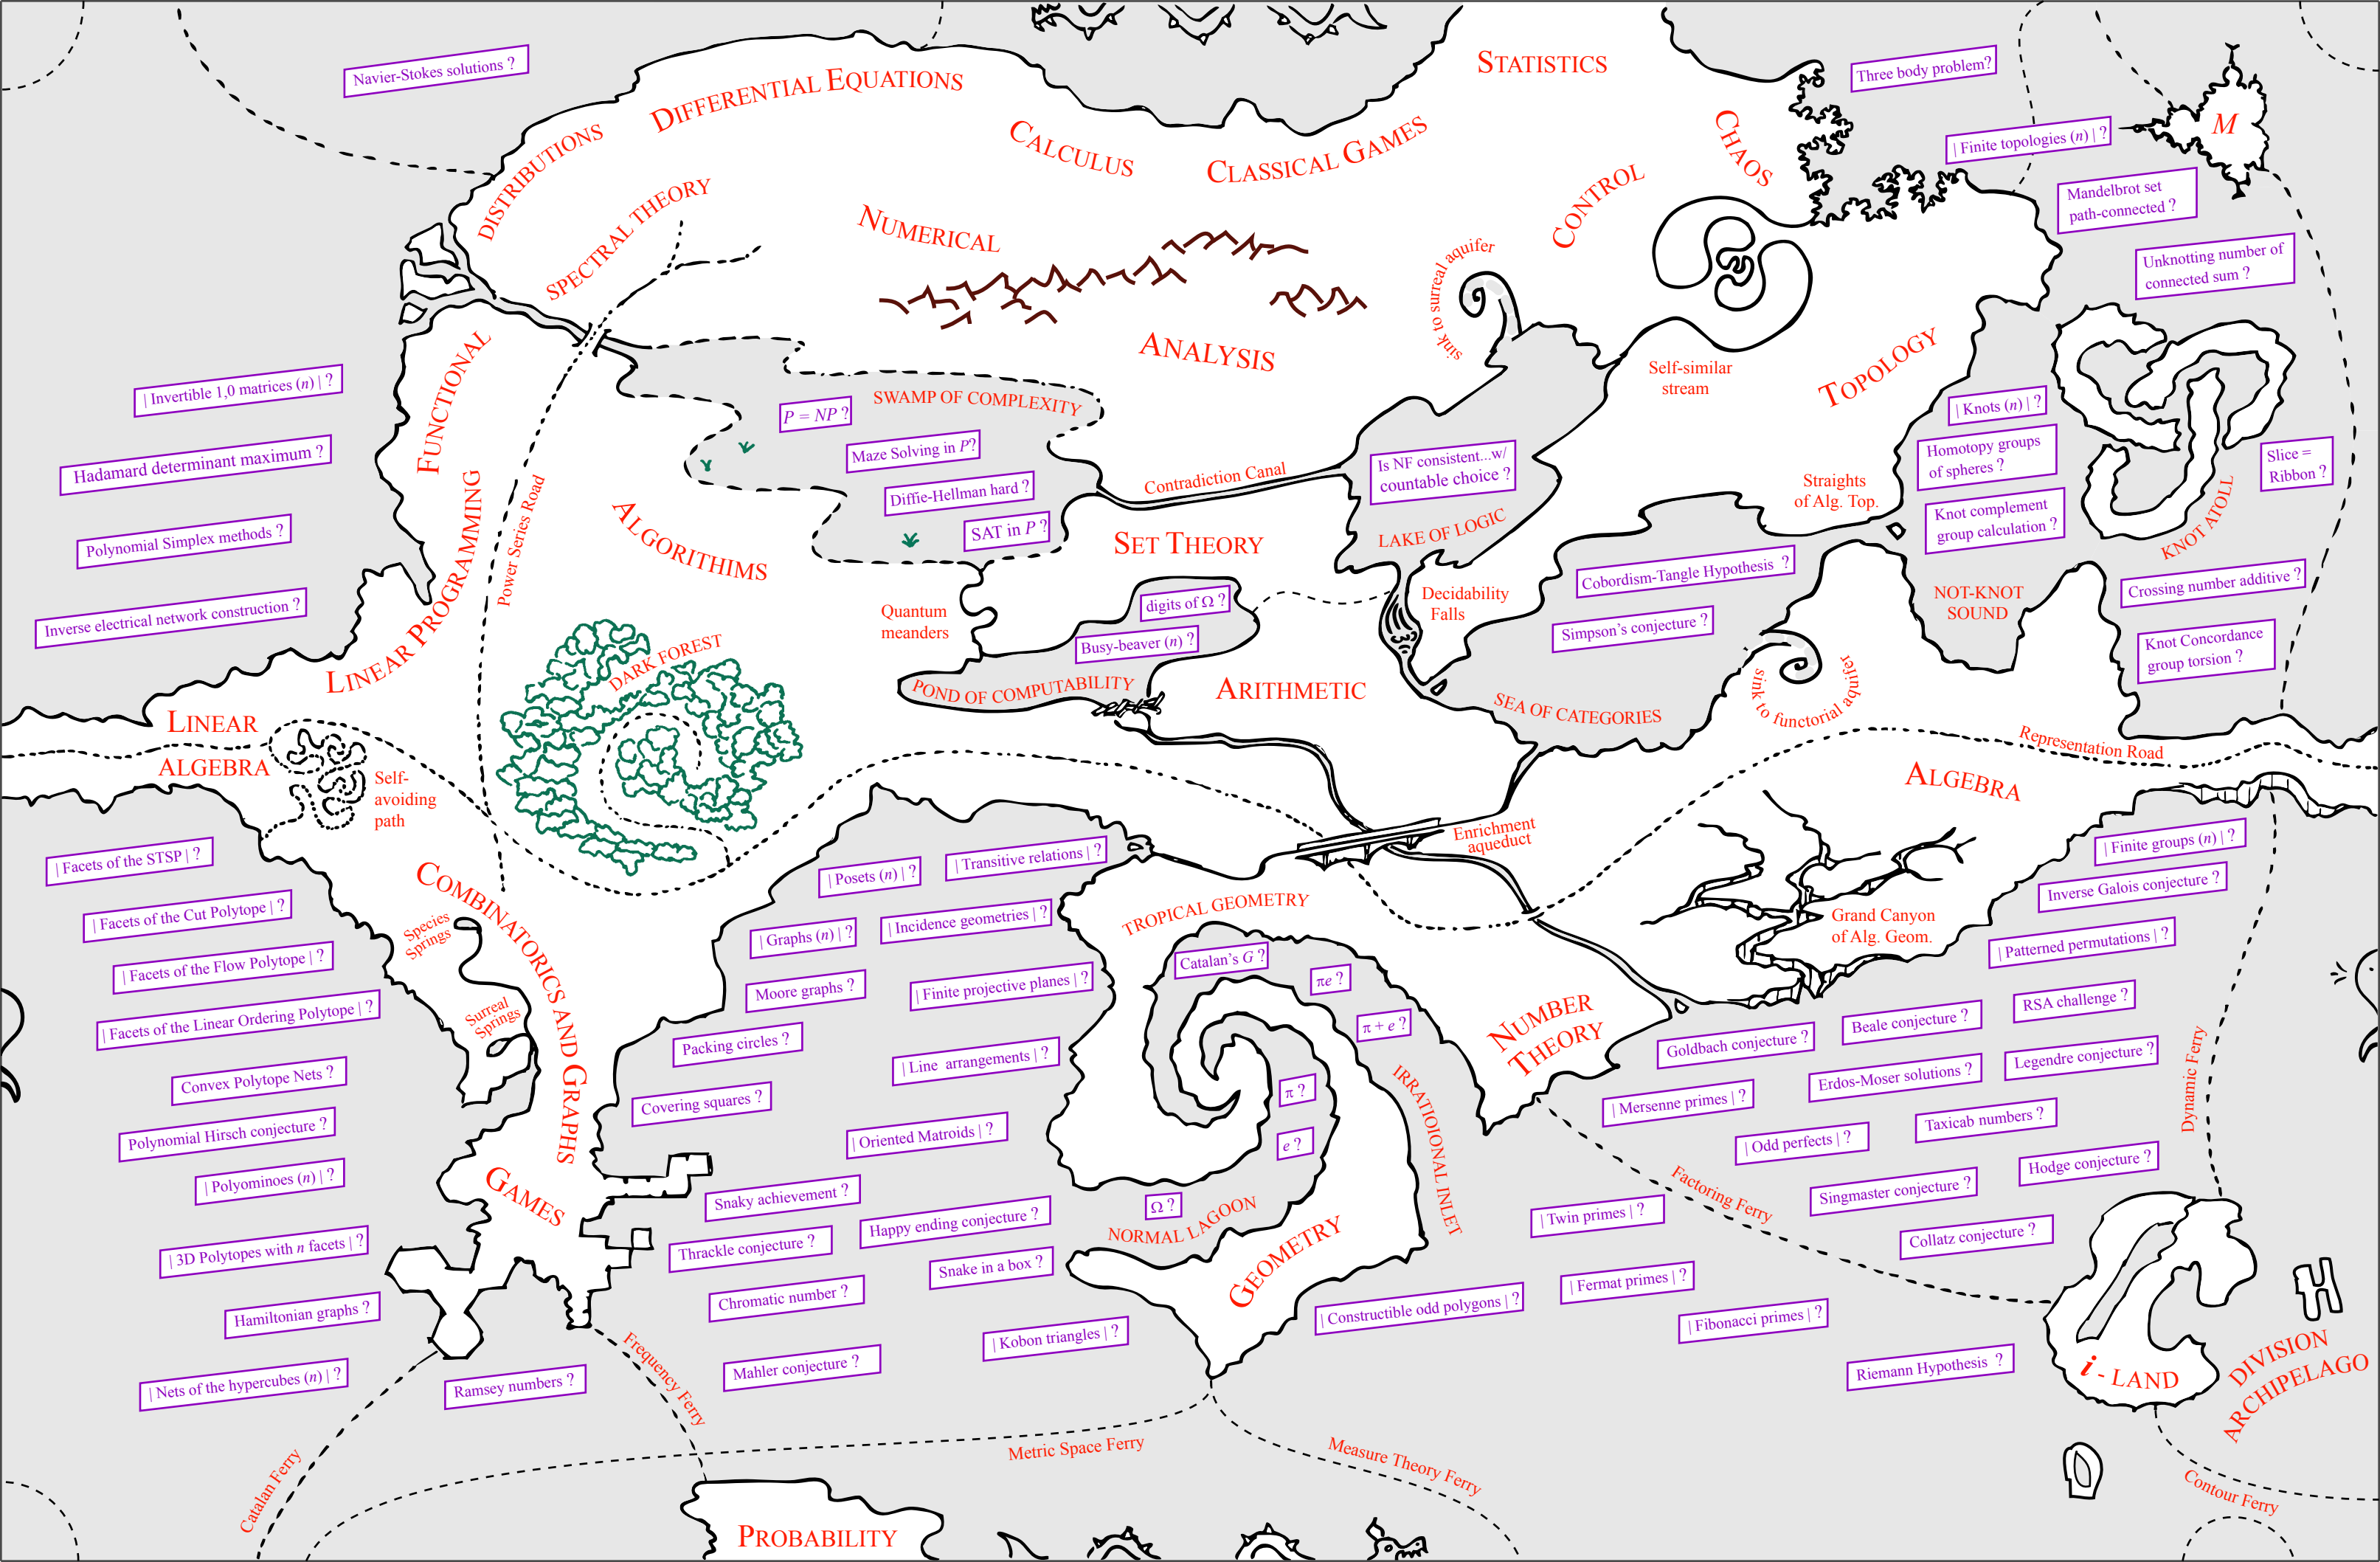 Navier-Stokes solutions ?
DIFFERENTIAL EQUATIONS
DISTRIBUTIONS
SPECTRAL THEORY
CALCULUS
CLASSICAL GAMES
STATISTICS
CHAOS
CONTROL
NUMERICAL
ANALYSIS
sink to surreal aquifer
Three body problem?
| Finite topologies (n) | ?
M
Mandelbrot set
path-connected ?
Unknotting number of
connected sum ?
Self-similar
stream
TOPOLOGY
| Knots (n) | ?
Homotopy groups
of spheres ?
Knot complement
group calculation ?
Slice =
Ribbon ?
KNOT ATOLL
Straights
of Alg. Top.
NOT-KNOT
SOUND
Crossing number additive ?
Knot Concordance
group torsion ?
| Invertible 1,0 matrices (n) | ?
Hadamard determinant maximum ?
Polynomial Simplex methods ?
Inverse electrical network construction ?
FUNCTIONAL
LINEAR PROGRAMMING
Power Series Road
ALGORITHIMS
SWAMP OF COMPLEXITY
P = NP ?
Maze Solving in P?
Diffie-Hellman hard ?
SAT in P ?
Contradiction Canal
SET THEORY
Is NF consistent...w/
countable choice ?
LAKE OF LOGIC
Decidability
Falls
Cobordism-Tangle Hypothesis ?
Simpson's conjecture ?
SEA OF CATEGORIES
sink to functorial aquifer
Quantum
meanders
digits of Ω ?
Busy-beaver (n) ?
POND OF COMPUTABILITY
ARITHMETIC
DARK FOREST
LINEAR
ALGEBRA
Self-
avoiding
path
Representation Road
ALGEBRA
Enrichment
aqueduct
Grand Canyon
of Alg. Geom.
| Facets of the STSP | ?
| Facets of the Cut Polytope | ?
| Facets of the Flow Polytope | ?
| Facets of the Linear Ordering Polytope | ?
Convex Polytope Nets ?
Polynomial Hirsch conjecture ?
| Polyominoes (n) | ?
| 3D Polytopes with n facets | ?
Hamiltonian graphs ?
| Nets of the hypercubes (n) | ?
COMBINATORICS AND GRAPHS
Species
Springs
Surreal
Springs
GAMES
Ramsey numbers ?
Catalan Ferry
Frequency Ferry
| Posets (n) | ?
| Transitive relations | ?
| Graphs (n) | ?
| Incidence geometries | ?
Moore graphs ?
| Finite projective planes | ?
Packing circles ?
| Line arrangements | ?
Covering squares ?
| Oriented Matroids | ?
Snaky achievement ?
Happy ending conjecture ?
Thrackle conjecture ?
Snake in a box ?
Chromatic number ?
| Kobon triangles | ?
Mahler conjecture ?
TROPICAL GEOMETRY
Catalan's G ?
πe ?
π + e ?
π ?
e ?
Ω ?
NORMAL LAGOON
IRRATIOIONAL INLET
GEOMETRY
NUMBER
THEORY
| Finite groups (n) | ?
Inverse Galois conjecture ?
| Patterned permutations | ?
RSA challenge ?
Beale conjecture ?
Goldbach conjecture ?
Legendre conjecture ?
Erdos-Moser solutions ?
| Mersenne primes | ?
Taxicab numbers ?
| Odd perfects | ?
Hodge conjecture ?
Singmaster conjecture ?
| Twin primes | ?
Collatz conjecture ?
| Fermat primes | ?
| Constructible odd polygons | ?
| Fibonacci primes | ?
Riemann Hypothesis ?
Factoring Ferry
Dynamic Ferry
i - LAND
DIVISION
ARCHIPELAGO
Contour Ferry
Metric Space Ferry
Measure Theory Ferry
PROBABILITY